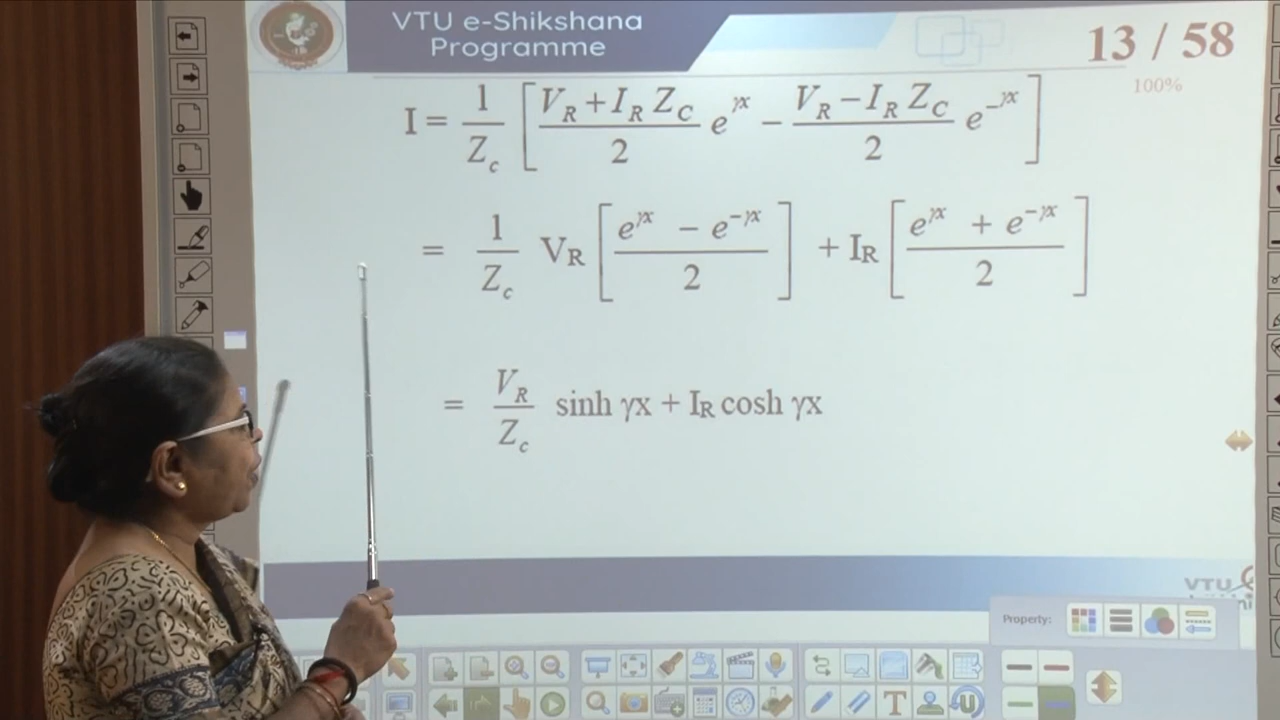 VTU e-Shikshana
Programme
13 / 58
100%
I = 1/Z_c [ (V_R + I_R Z_C)/2 e^{γx} − (V_R − I_R Z_C)/2 e^{−γx} ]
= 1/Z_c V_R [ (e^{γx} − e^{−γx})/2 ] + I_R [ (e^{γx} + e^{−γx})/2 ]
= V_R/Z_c sinh γx + I_R cosh γx
VTU
Property: